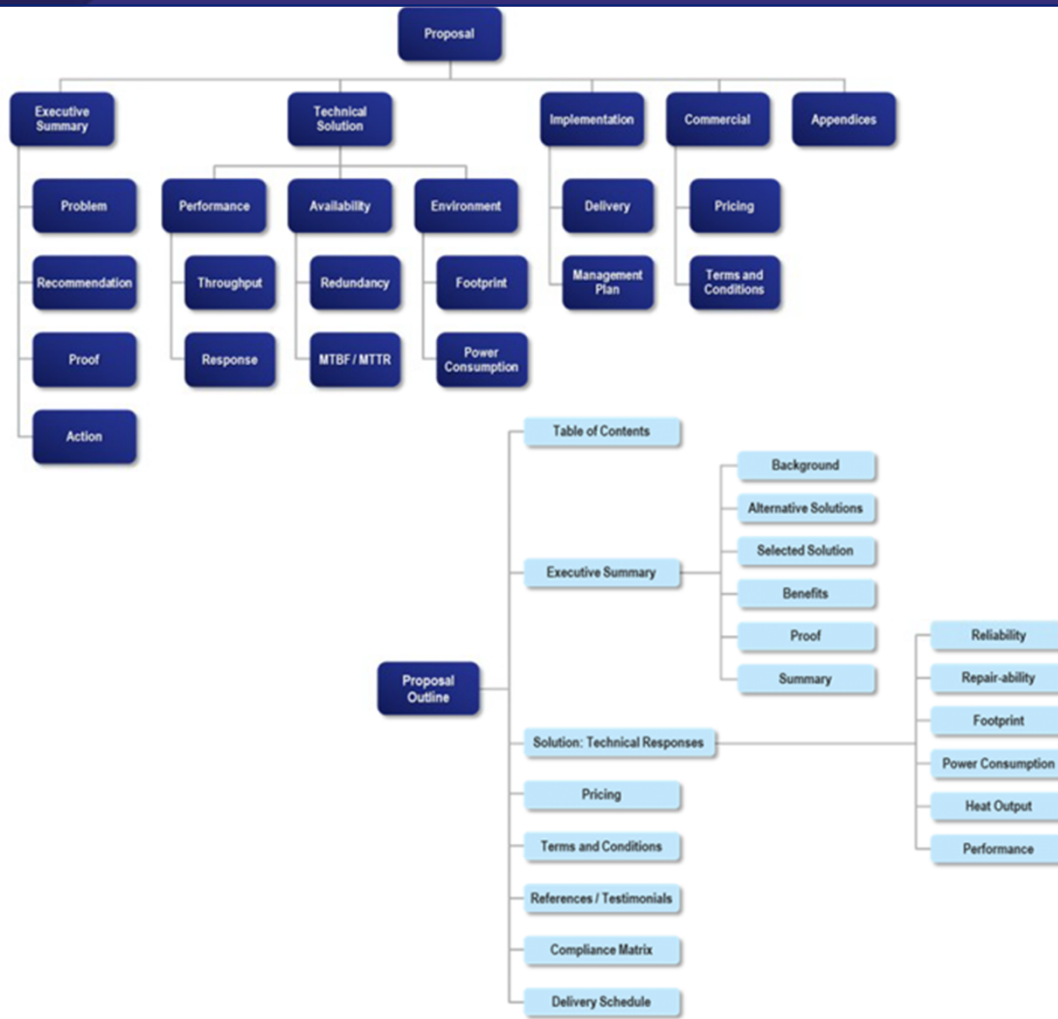 Proposal
Executive
Summary
Technical
Solution
Implementation
Commercial
Appendices
Problem
Performance
Availability
Environment
Delivery
Pricing
Recommendation
Throughput
Redundancy
Footprint
Management
Plan
Terms and
Conditions
Proof
Response
MTBF / MTTR
Power
Consumption
Action
Table of Contents
Background
Alternative Solutions
Selected Solution
Executive Summary
Benefits
Proof
Summary
Reliability
Repair-ability
Footprint
Power Consumption
Heat Output
Performance
Proposal
Outline
Solution: Technical Responses
Pricing
Terms and Conditions
References / Testimonials
Compliance Matrix
Delivery Schedule